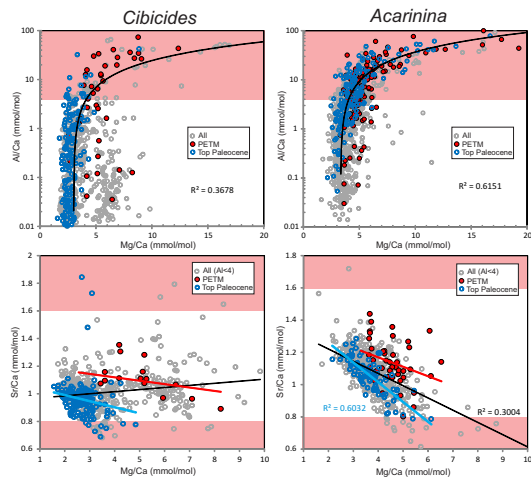 Cibicides
Acarinina
Al/Ca (mmol/mol)
100
10
1
0.1
0.01
All
PETM
Top Paleocene
R² = 0.3678
0
5
10
15
20
Mg/Ca (mmol/mol)
Al/Ca (mmol/mol)
100
10
1
0.1
0.01
All
PETM
Top Paleocene
R² = 0.6151
0
5
10
15
20
Mg/Ca (mmol/mol)
Sr/Ca (mmol/mol)
2
1.8
1.6
1.4
1.2
1
0.8
0.6
All (Al<4)
PETM
Top Paleocene
1
2
3
4
5
6
7
8
9
10
Mg/Ca (mmol/mol)
Sr/Ca (mmol/mol)
1.8
1.6
1.4
1.2
1
0.8
0.6
All (Al<4)
PETM
Top Paleocene
R² = 0.6032
R² = 0.3004
1
2
3
4
5
6
7
8
9
10
Mg/Ca (mmol/mol)